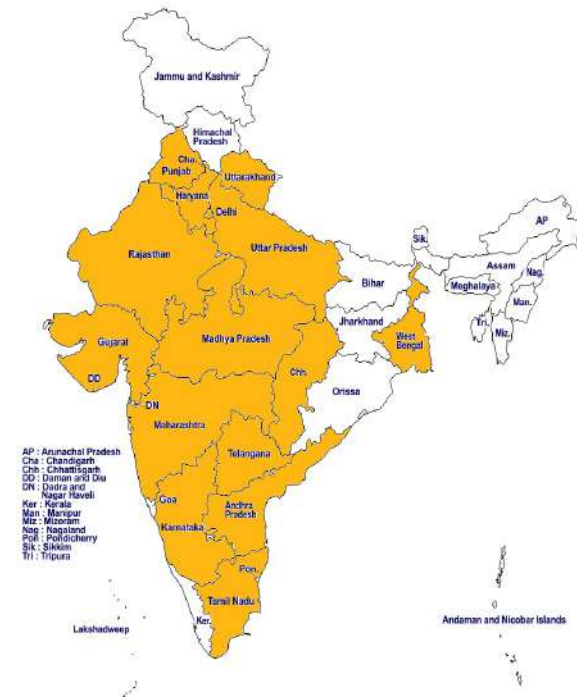 Jammu and Kashmir
Himachal
Pradesh
Cha.
Punjab
Uttarakhand
Haryana
Delhi
Rajasthan
Uttar Pradesh
Sik.
AP
Assam
Nag.
Bihar
Meghalaya
Man.
Jharkhand
Tri.
Miz.
Gujarat
Madhya Pradesh
West
Bengal
Chh.
DD
Orissa
DN
Maharashtra
Telangana
AP : Arunachal Pradesh
Cha : Chandigarh
Chh : Chhattisgarh
DD : Daman and Diu
DN : Dadra and
Nagar Haveli
Ker : Kerala
Man : Manipur
Miz : Mizoram
Nag : Nagaland
Pon : Pondicherry
Sik : Sikkim
Tri : Tripura
Goa
Andhra
Pradesh
Karnataka
Pon.
Tamil Nadu
Ker.
Lakshadweep
Andaman and Nicobar Islands